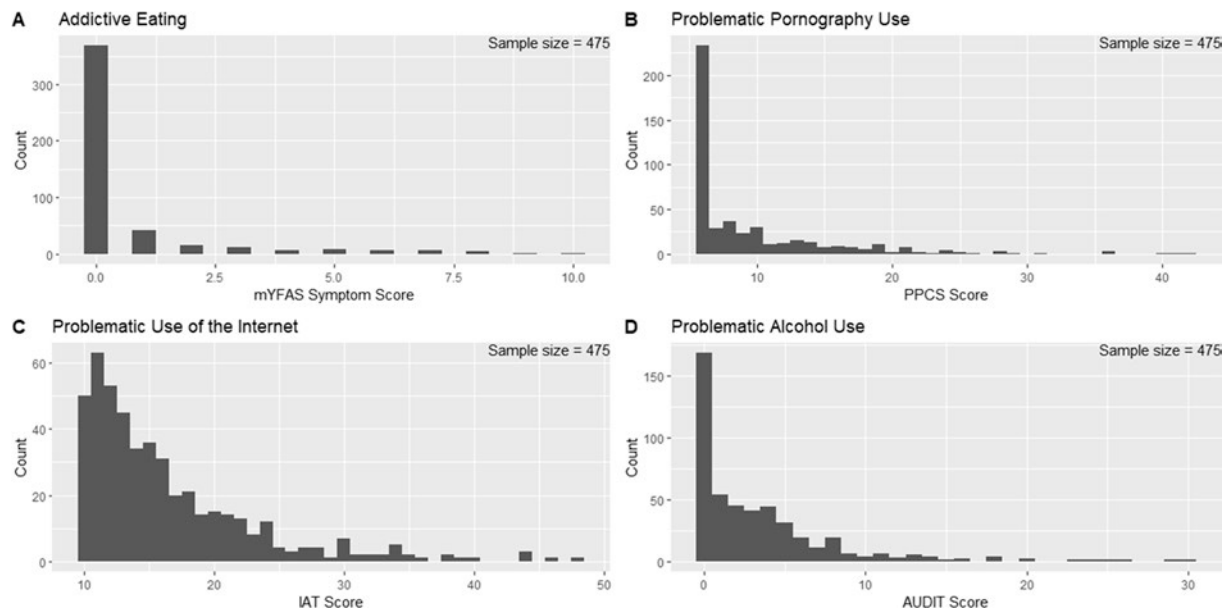 A Addictive Eating
Sample size = 475
300
200
100
0
Count
0.0 2.5 5.0 7.5 10.0
mYFAS Symptom Score
B Problematic Pornography Use
Sample size = 475
200
150
100
50
0
Count
10 20 30 40
PPCS Score
C Problematic Use of the Internet
Sample size = 475
60
40
20
0
Count
10 20 30 40 50
IAT Score
D Problematic Alcohol Use
Sample size = 475
150
100
50
0
Count
0 10 20 30
AUDIT Score